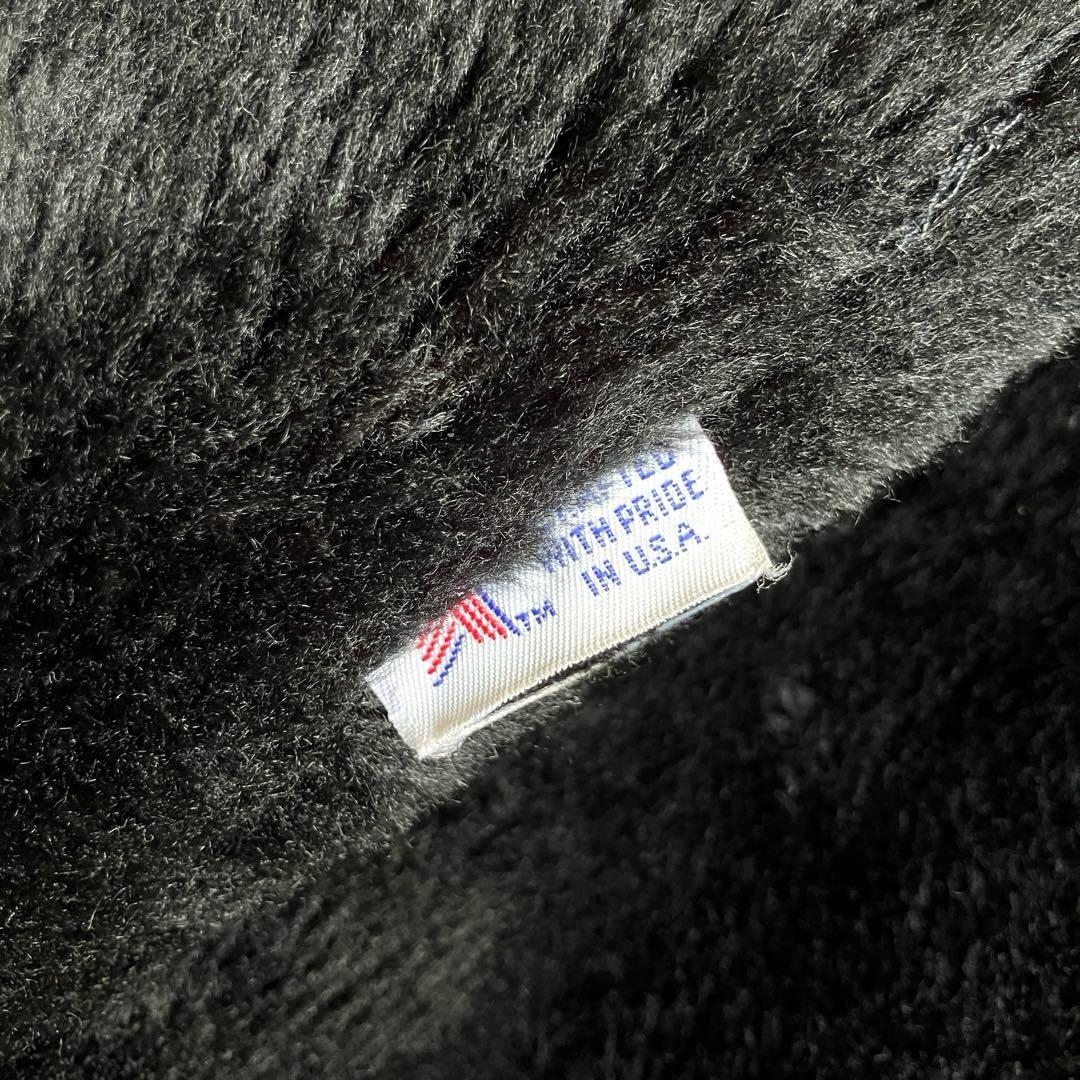 WITH PRIDE
IN U.S.A.
TM